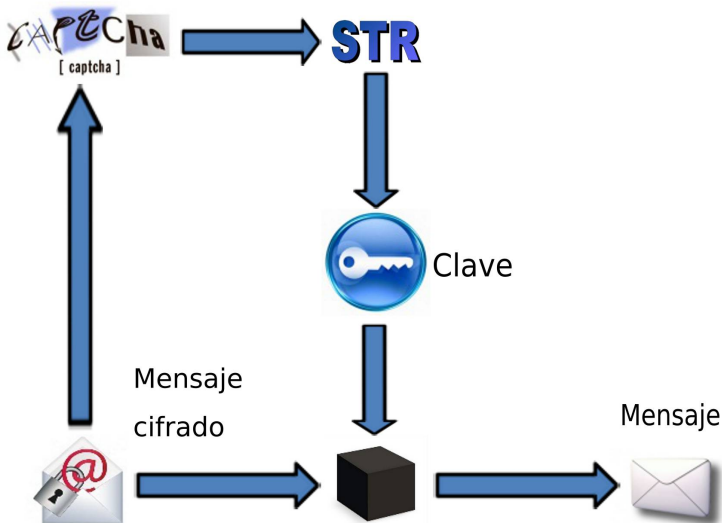 captcha
[ captcha ]
STR
Clave
Mensaje
cifrado
Mensaje
@